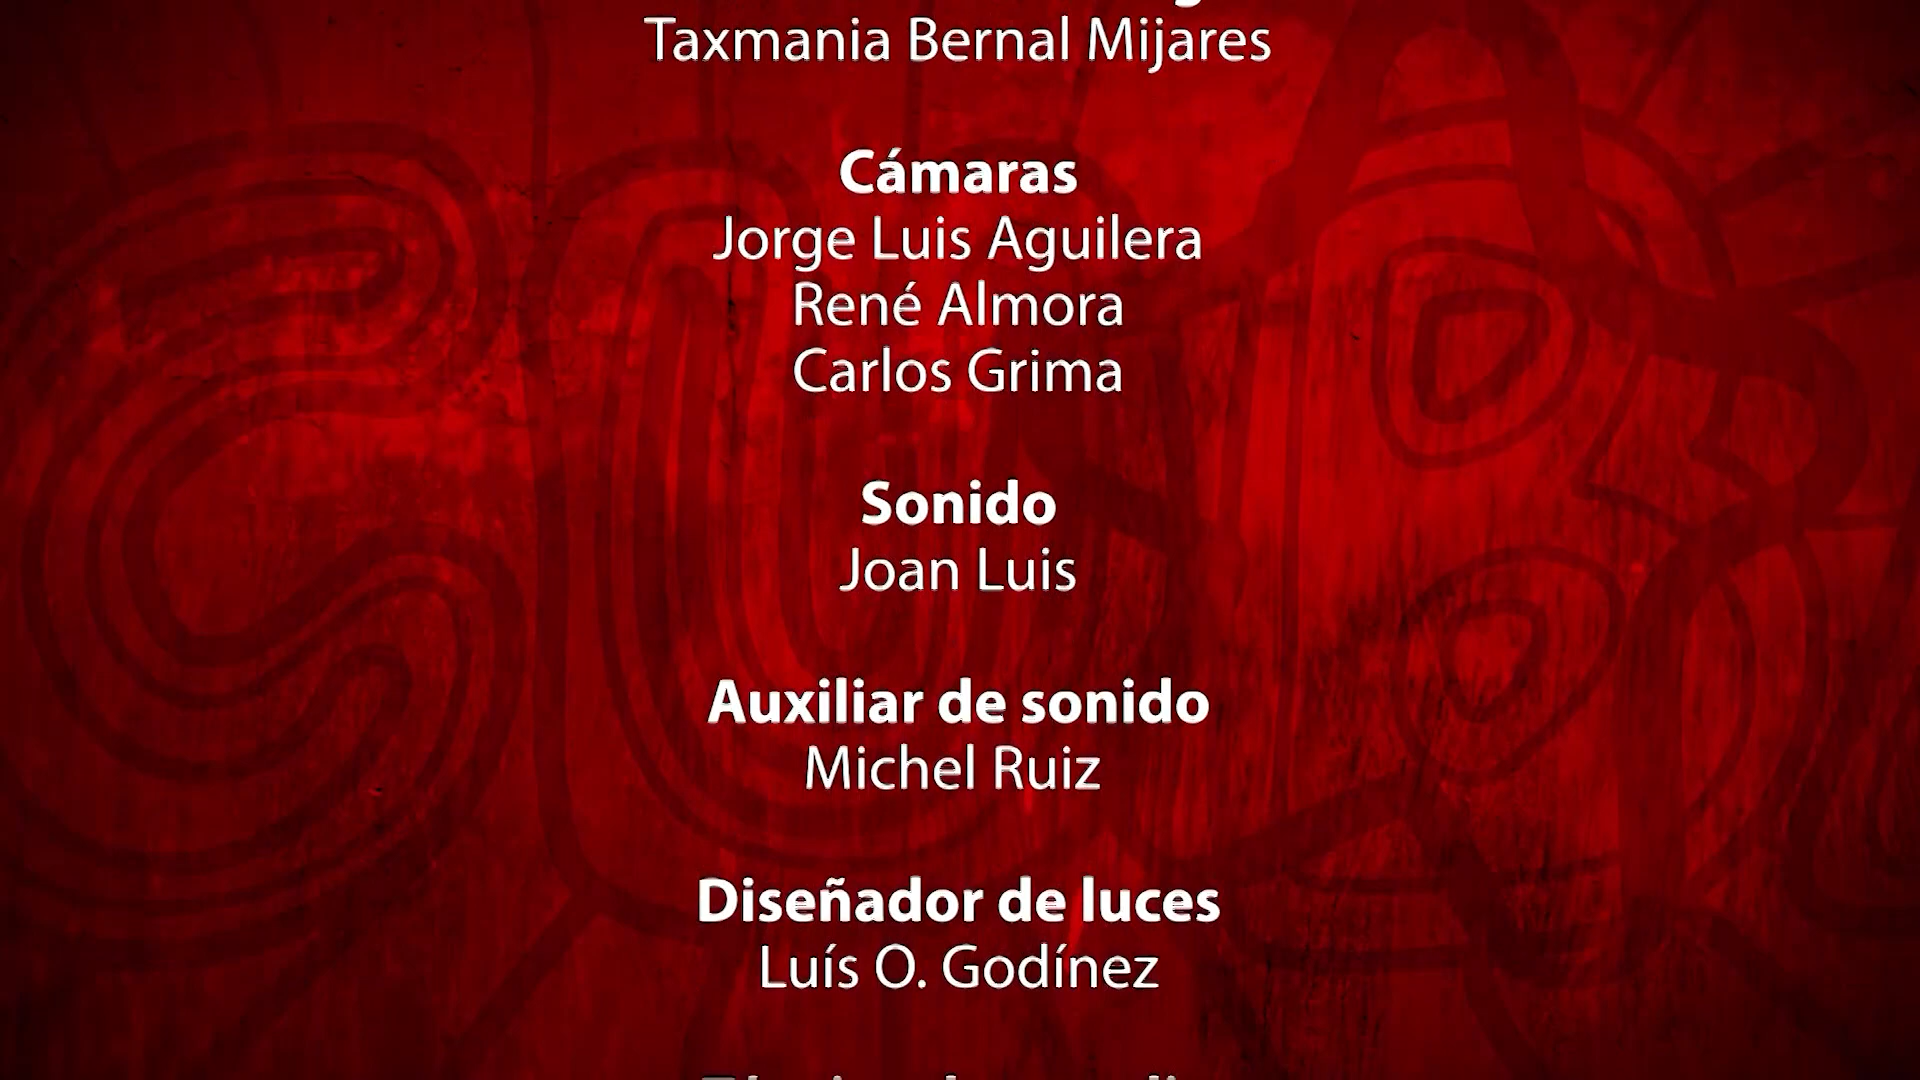 Taxmania Bernal Mijares
Cámaras
Jorge Luis Aguilera
René Almora
Carlos Grima
Sonido
Joan Luis
Auxiliar de sonido
Michel Ruiz
Diseñador de luces
Luís O. Godínez